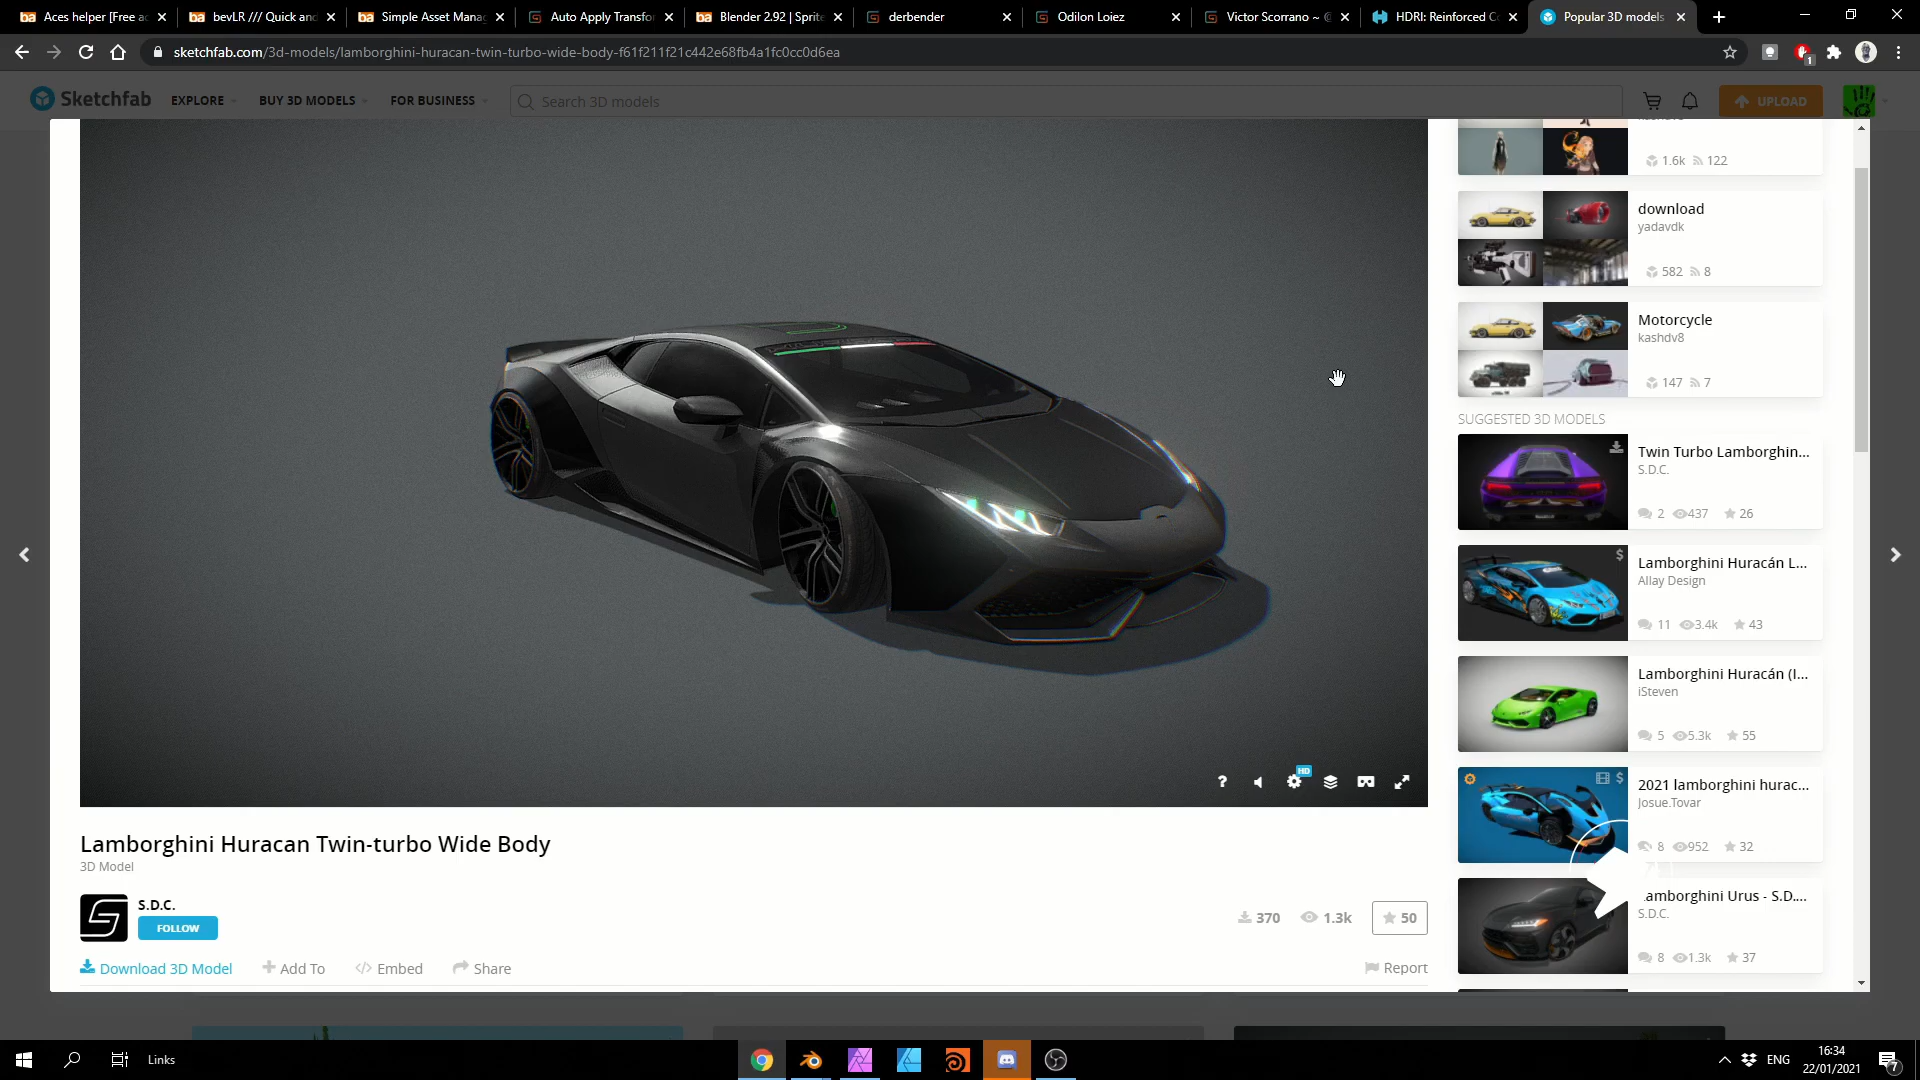 Aces helper [Free ac
bevLR /// Quick and
Simple Asset Manag
Auto Apply Transfor
Blender 2.92 | Sprite
derbender
Odilon Loiez
Victor Scorrano ~
HDRI: Reinforced Co
Popular 3D models
sketchfab.com/3d-models/lamborghini-huracan-twin-turbo-wide-body-f61f211f21c442e68fb4a1fc0cc0d6ea
1
Sketchfab
EXPLORE
BUY 3D MODELS
FOR BUSINESS
Search 3D models
UPLOAD
1.6k 122
download
yadavdk
582 8
Motorcycle
kashdv8
147 7
SUGGESTED 3D MODELS
Twin Turbo Lamborghin...
S.D.C.
2 437 26
Lamborghini Huracán L...
Allay Design
11 3.4k 43
Lamborghini Huracán (I...
iSteven
5 5.3k 55
2021 lamborghini hurac...
Josue.Tovar
8 952 32
amborghini Urus - S.D....
S.D.C.
8 1.3k 37
HD
?
Lamborghini Huracan Twin-turbo Wide Body
3D Model
S.D.C.
FOLLOW
370 1.3k 50
Download 3D Model
Add To
Embed
Share
Report
Links
ENG
16:34
22/01/2021
7